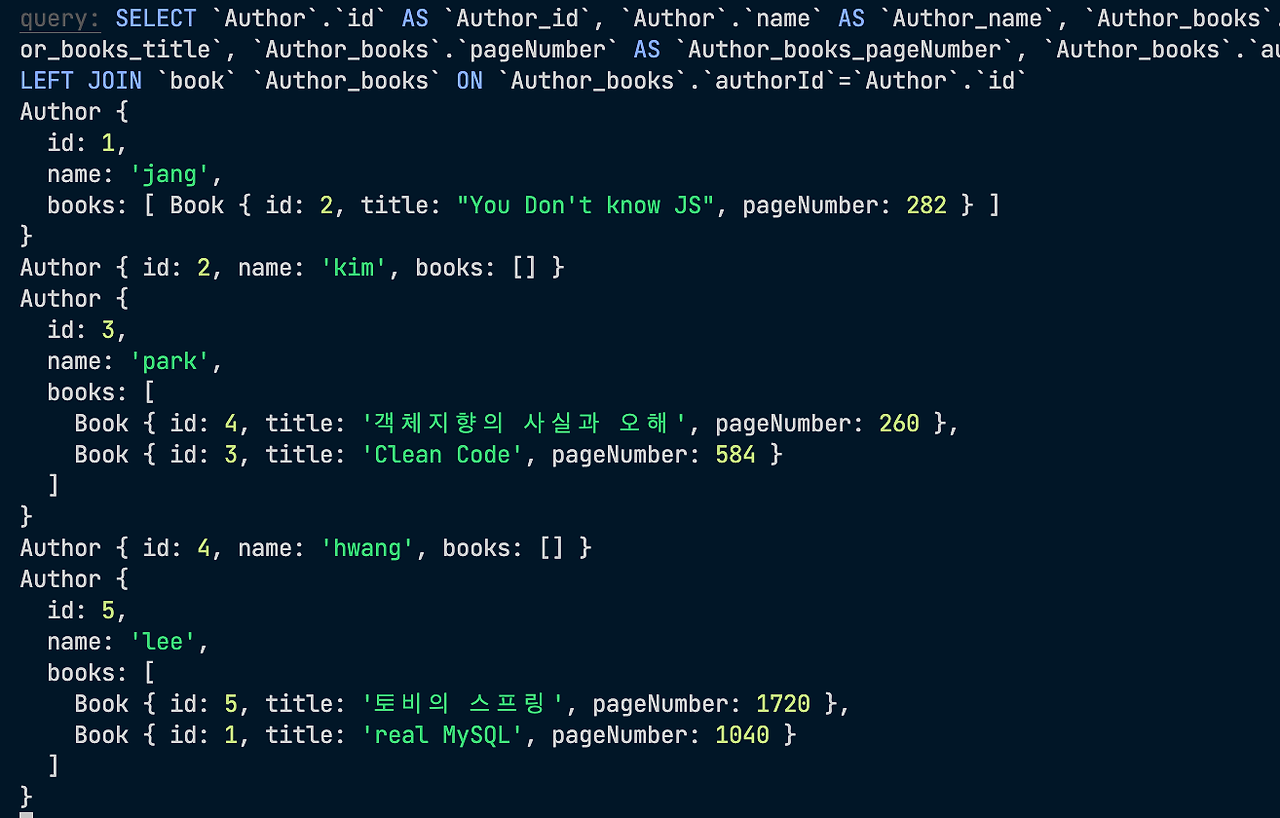 query: SELECT `Author`.`id` AS `Author_id`, `Author`.`name` AS `Author_name`, `Author_books`.
or_books_title`, `Author_books`.`pageNumber` AS `Author_books_pageNumber`, `Author_books`.`au
LEFT JOIN `book` `Author_books` ON `Author_books`.`authorId`=`Author`.`id`
Author {
  id: 1,
  name: 'jang',
  books: [ Book { id: 2, title: "You Don't know JS", pageNumber: 282 } ]
}
Author { id: 2, name: 'kim', books: [] }
Author {
  id: 3,
  name: 'park',
  books: [
    Book { id: 4, title: '객체지향의 사실과 오해', pageNumber: 260 },
    Book { id: 3, title: 'Clean Code', pageNumber: 584 }
  ]
}
Author { id: 4, name: 'hwang', books: [] }
Author {
  id: 5,
  name: 'lee',
  books: [
    Book { id: 5, title: '토비의 스프링', pageNumber: 1720 },
    Book { id: 1, title: 'real MySQL', pageNumber: 1040 }
  ]
}